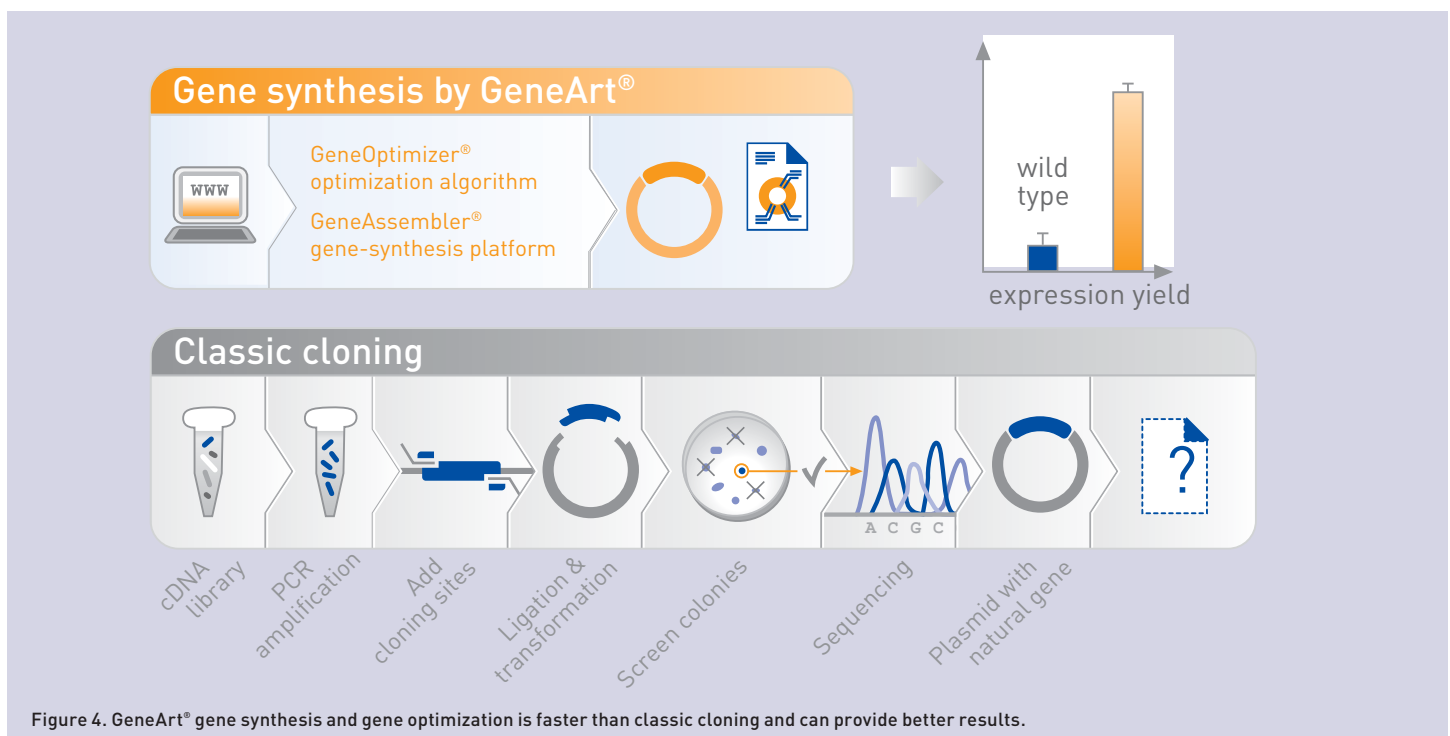 Gene synthesis by GeneArt®
www
GeneOptimizer®
optimization algorithm
GeneAssembler®
gene-synthesis platform
wild
type
expression yield
Classic cloning
A C G C
?
cDNA
library
PCR
amplification
Add
cloning sites
Ligation &
transformation
Screen colonies
Sequencing
Plasmid with
natural gene
Figure 4. GeneArt® gene synthesis and gene optimization is faster than classic cloning and can provide better results.